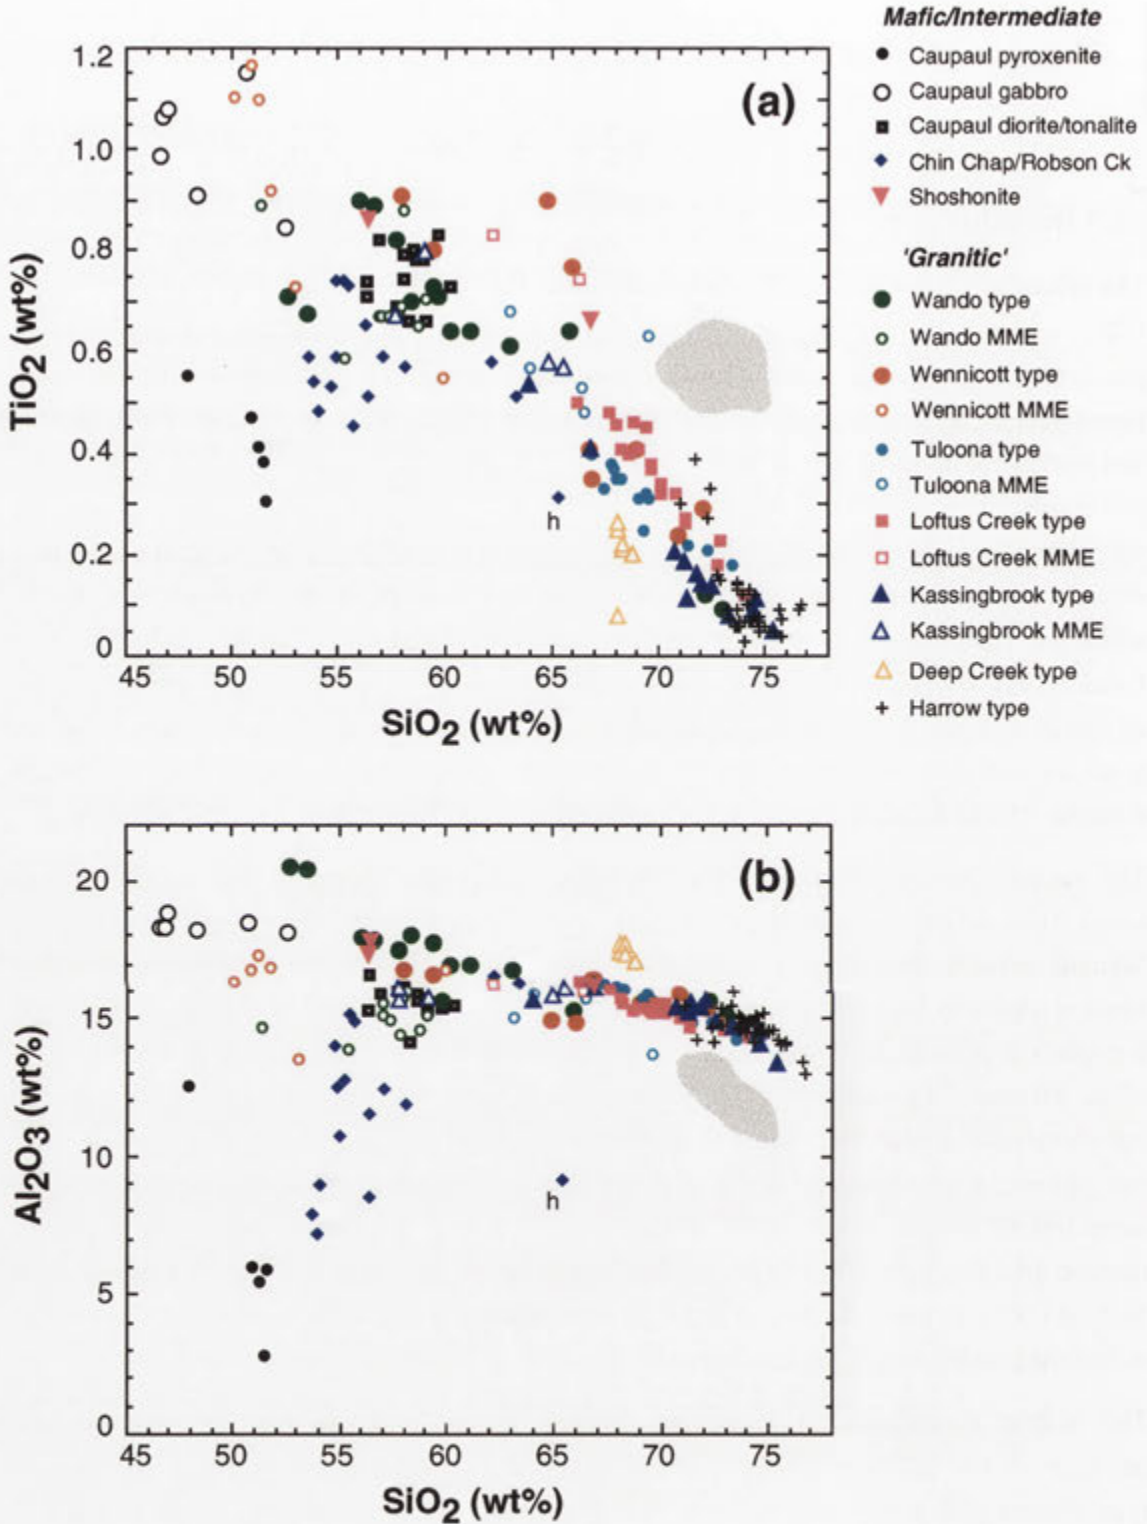 Mafic/Intermediate
Caupaul pyroxenite
Caupaul gabbro
Caupaul diorite/tonalite
Chin Chap/Robson Ck
Shoshonite
'Granitic'
Wando type
Wando MME
Wennicott type
Wennicott MME
Tuloona type
Tuloona MME
Loftus Creek type
Loftus Creek MME
Kassingbrook type
Kassingbrook MME
Deep Creek type
Harrow type
(a)
TiO2 (wt%)
1.2
1.0
0.8
0.6
0.4
0.2
0
h
45 50 55 60 65 70 75
SiO2 (wt%)
(b)
Al2O3 (wt%)
20
15
10
5
0
h
45 50 55 60 65 70 75
SiO2 (wt%)